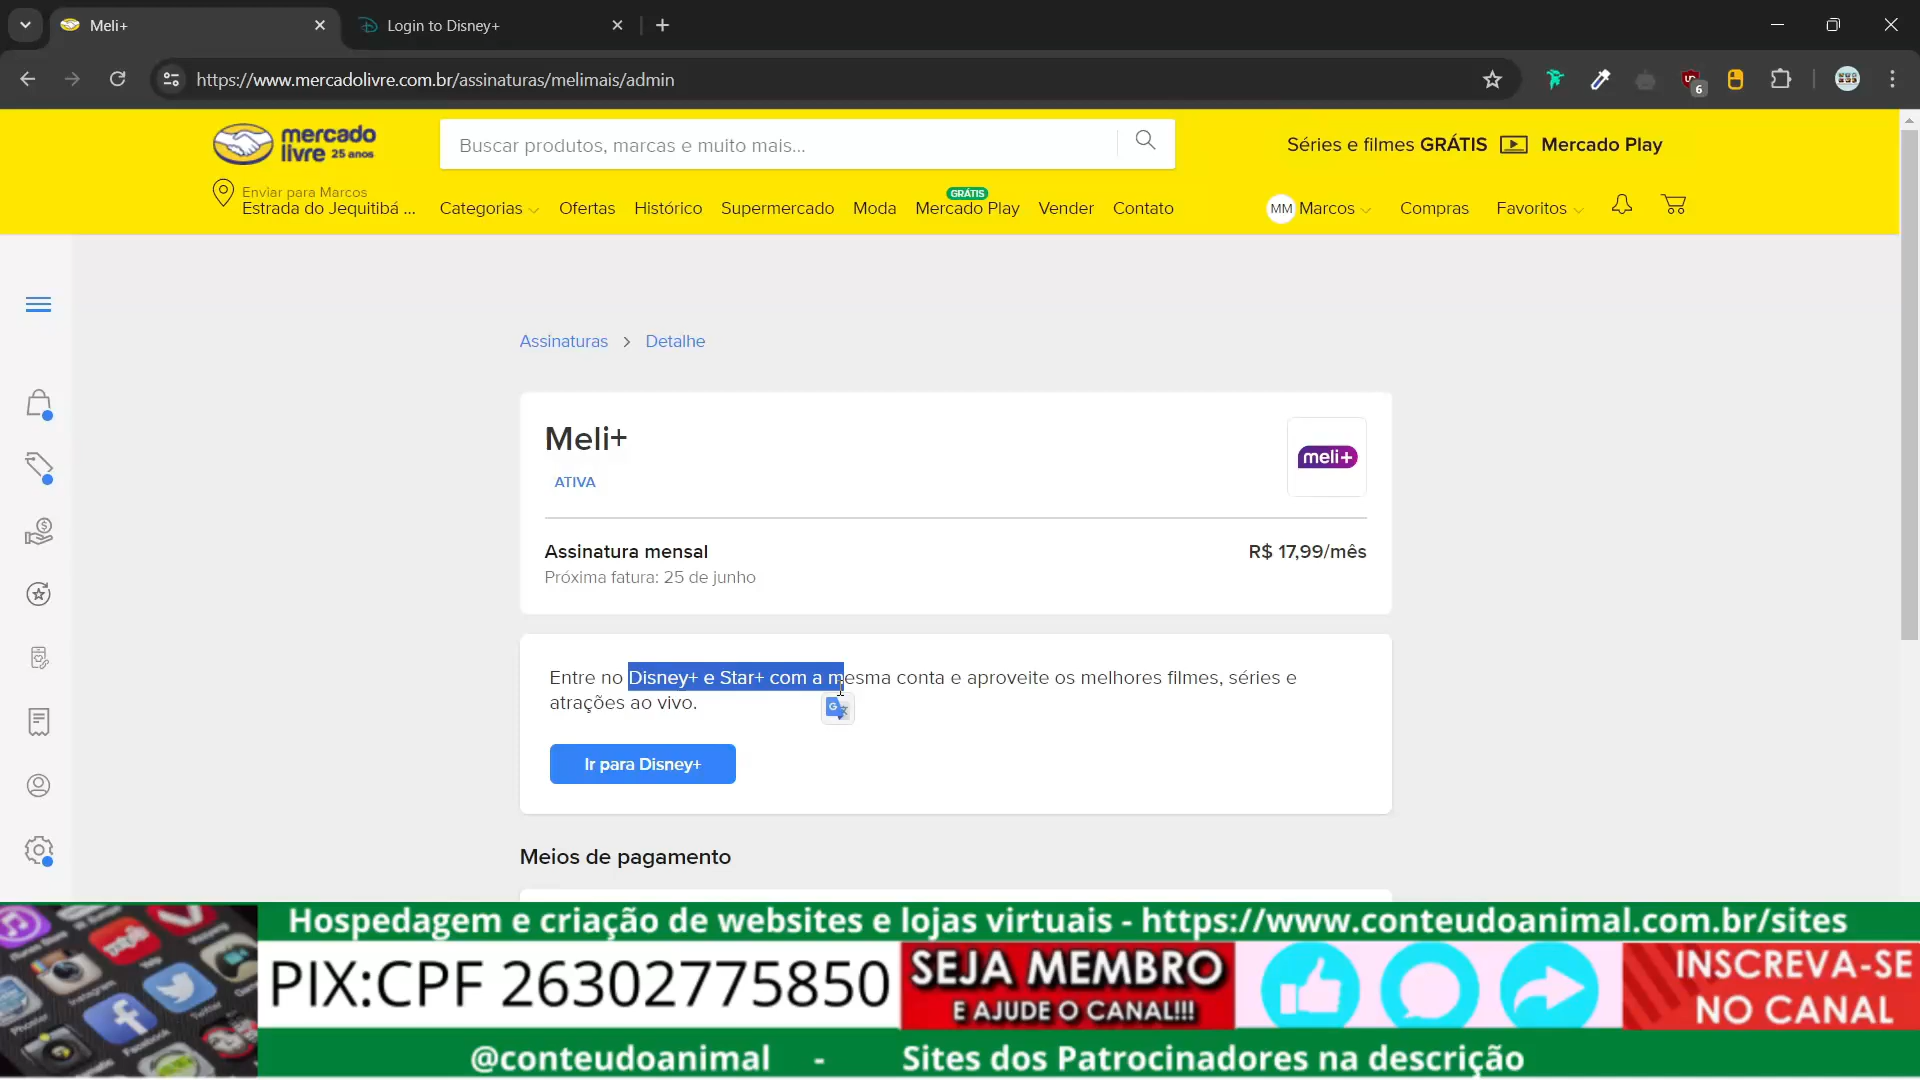 Meli+
Login to Disney+
https://www.mercadolivre.com.br/assinaturas/melimais/admin
6
mercado
livre 25 anos
Buscar produtos, marcas e muito mais...
Séries e filmes GRÁTIS Mercado Play
Enviar para Marcos
Estrada do Jequitibá ...
GRÁTIS
Categorias Ofertas Histórico Supermercado Moda Mercado Play Vender Contato
MM Marcos Compras Favoritos
Assinaturas > Detalhe
Meli+
meli+
ATIVA
Assinatura mensal R$ 17,99/mês
Próxima fatura: 25 de junho
Entre no Disney+ e Star+ com a mesma conta e aproveite os melhores filmes, séries e
atrações ao vivo.
Ir para Disney+
Meios de pagamento
Hospedagem e criação de websites e lojas virtuais - https://www.conteudoanimal.com.br/sites
PIX:CPF 26302775850
SEJA MEMBRO
E AJUDE O CANAL!!!
INSCREVA-SE
NO CANAL
@conteudoanimal - Sites dos Patrocinadores na descrição